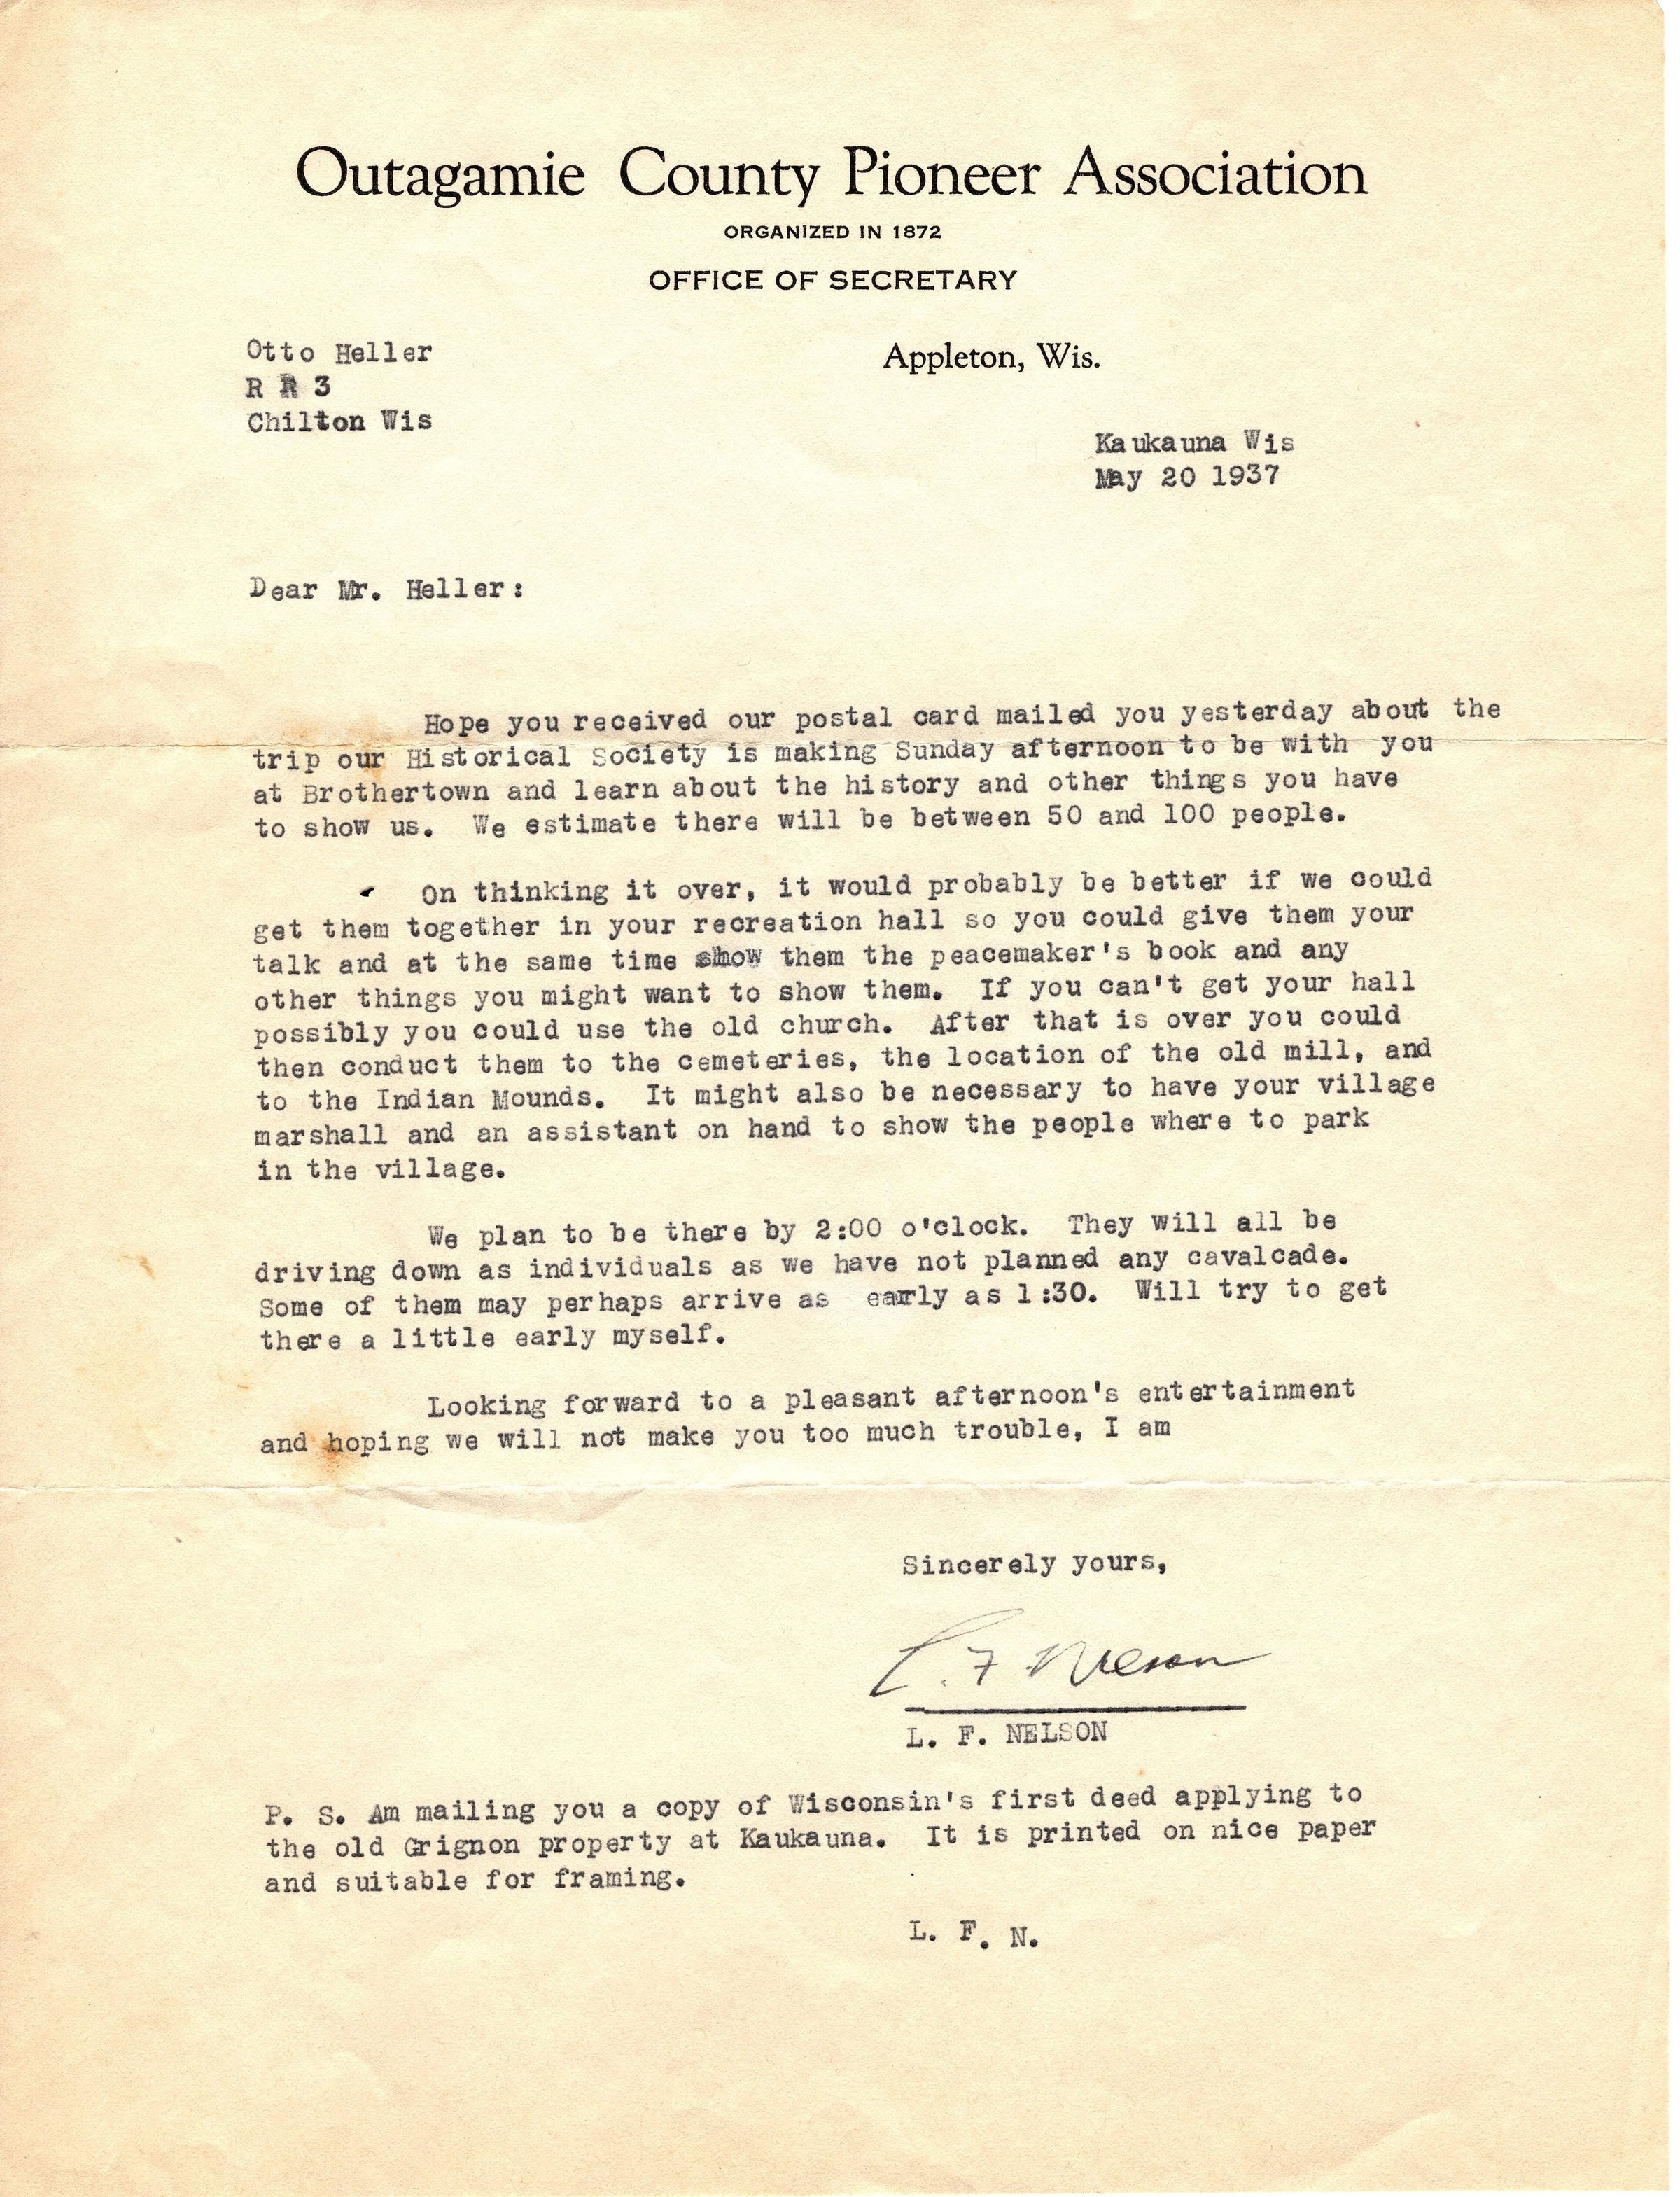 Outagamie County Pioneer Association
ORGANIZED IN 1872
OFFICE OF SECRETARY
Otto Heller
R R 3
Chilton Wis
Appleton, Wis.
Kaukauna Wis
May 20 1937
Dear Mr. Heller:
Hope you received our postal card mailed you yesterday about the
trip our Historical Society is making Sunday afternoon to be with you
at Brothertown and learn about the history and other things you have
to show us. We estimate there will be between 50 and 100 people.
On thinking it over, it would probably be better if we could
get them together in your recreation hall so you could give them your
talk and at the same time show them the peacemaker's book and any
other things you might want to show them. If you can't get your hall
possibly you could use the old church. After that is over you could
then conduct them to the cemeteries, the location of the old mill, and
to the Indian Mounds. It might also be necessary to have your village
marshall and an assistant on hand to show the people where to park
in the village.
We plan to be there by 2:00 o'clock. They will all be
driving down as individuals as we have not planned any cavalcade.
Some of them may perhaps arrive as early as 1:30. Will try to get
there a little early myself.
Looking forward to a pleasant afternoon's entertainment
and hoping we will not make you too much trouble, I am
Sincerely yours,
L. F. Nelson
L. F. NELSON
P. S. Am mailing you a copy of Wisconsin's first deed applying to
the old Grignon property at Kaukauna. It is printed on nice paper
and suitable for framing.
L. F. N.